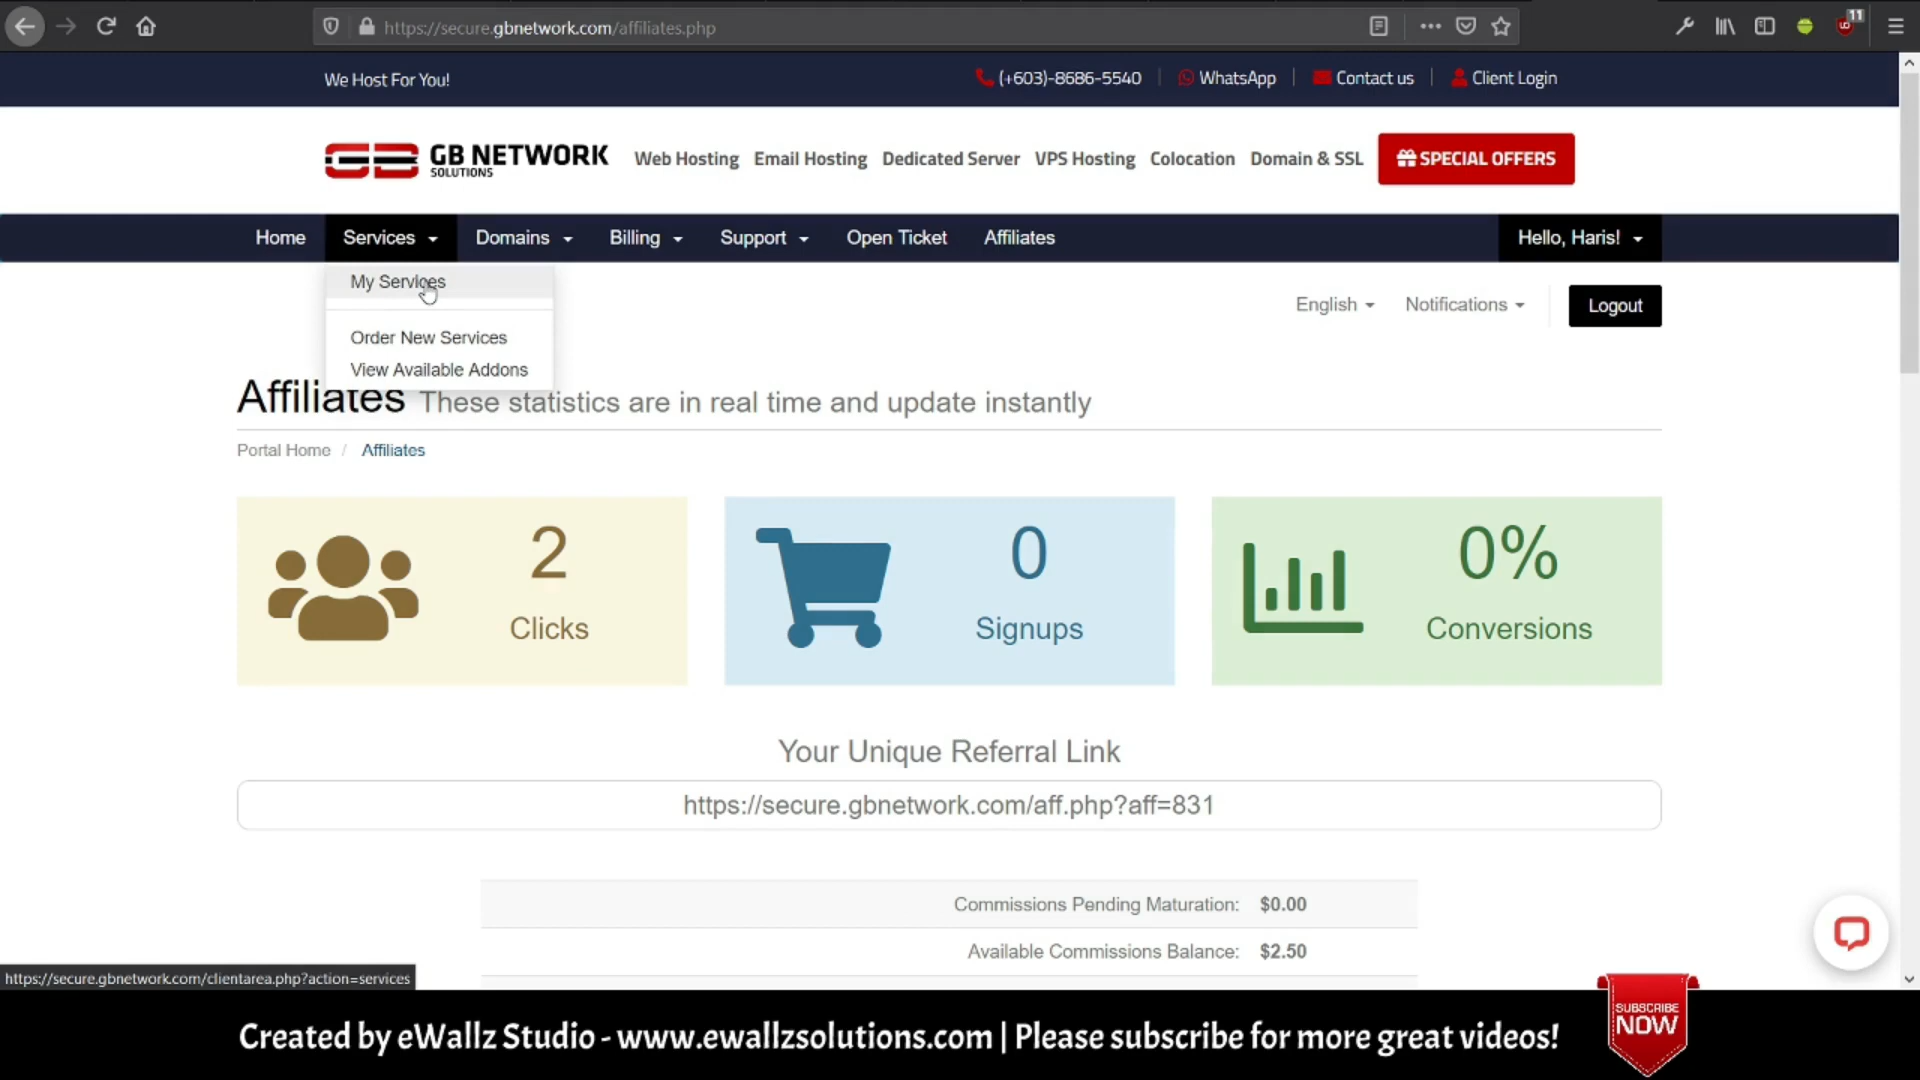 https://secure.gbnetwork.com/affiliates.php
11
We Host For You!
(+603)-8686-5540
WhatsApp
Contact us
Client Login
GB NETWORK
SOLUTIONS
Web Hosting
Email Hosting
Dedicated Server
VPS Hosting
Colocation
Domain & SSL
SPECIAL OFFERS
Home
Services
Domains
Billing
Support
Open Ticket
Affiliates
Hello, Haris!
My Services
Order New Services
View Available Addons
English
Notifications
Logout
Affiliates These statistics are in real time and update instantly
Portal Home / Affiliates
2
Clicks
0
Signups
0%
Conversions
Your Unique Referral Link
https://secure.gbnetwork.com/aff.php?aff=831
Commissions Pending Maturation: $0.00
Available Commissions Balance: $2.50
https://secure.gbnetwork.com/clientarea.php?action=services
Created by eWallz Studio - www.ewallzsolutions.com | Please subscribe for more great videos!
SUBSCRIBE
NOW